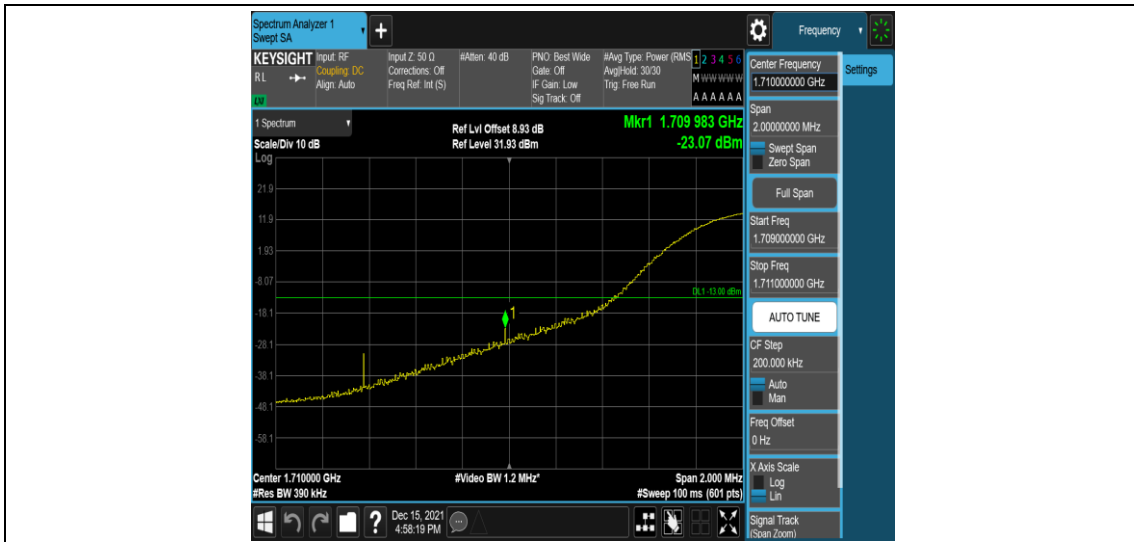 Spectrum Analyzer 1
Swept SA
Frequency
KEYSIGHT
RL
LXI
Input: RF
Coupling: DC
Align: Auto
Input Z: 50 Ω
Corrections: Off
Freq Ref: Int (S)
#Atten: 40 dB
PNO: Best Wide
Gate: Off
IF Gain: Low
Sig Track: Off
#Avg Type: Power (RMS
Avg|Hold: 30/30
Trig: Free Run
1 2 3 4 5 6
M W W W W W
A A A A A A
1 Spectrum
Scale/Div 10 dB
Log
Ref Lvl Offset 8.93 dB
Ref Level 31.93 dBm
Mkr1 1.709 983 GHz
-23.07 dBm
21.9
11.9
1.93
-8.07
DL1 -13.00 dBm
-18.1
1
-28.1
-38.1
-48.1
-58.1
Center 1.710000 GHz
#Res BW 390 kHz
#Video BW 1.2 MHz*
Span 2.000 MHz
#Sweep 100 ms (601 pts)
Dec 15, 2021
4:58:19 PM
Center Frequency
1.710000000 GHz
Settings
Span
2.00000000 MHz
Swept Span
Zero Span
Full Span
Start Freq
1.709000000 GHz
Stop Freq
1.711000000 GHz
AUTO TUNE
CF Step
200.000 kHz
Auto
Man
Freq Offset
0 Hz
X Axis Scale
Log
Lin
Signal Track
(Span Zoom)